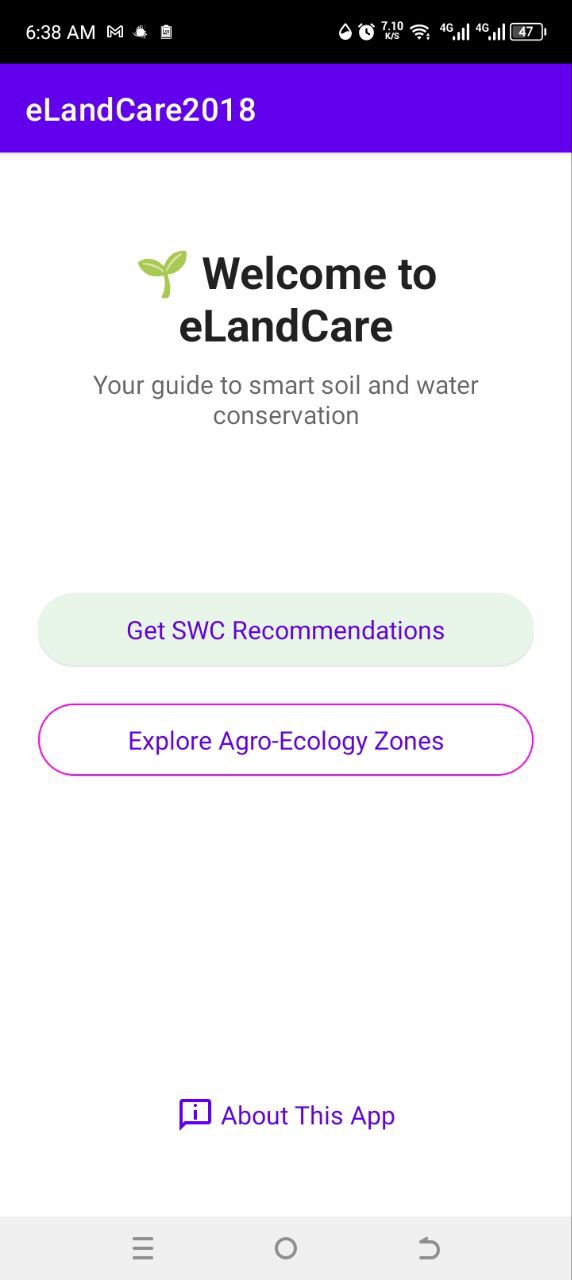 6:38 AM 7.10 K/S 4G 4G 47
eLandCare2018
🌱 Welcome to
eLandCare
Your guide to smart soil and water
conservation
Get SWC Recommendations
Explore Agro-Ecology Zones
About This App